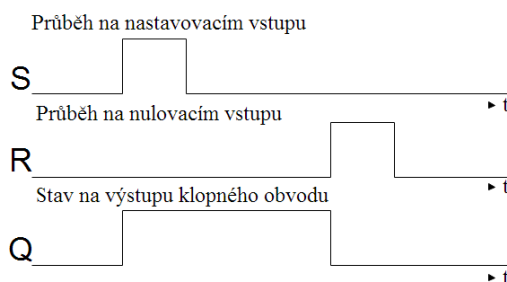 Průběh na nastavovacím vstupu
S
t
Průběh na nulovacím vstupu
R
t
Stav na výstupu klopného obvodu
Q
t